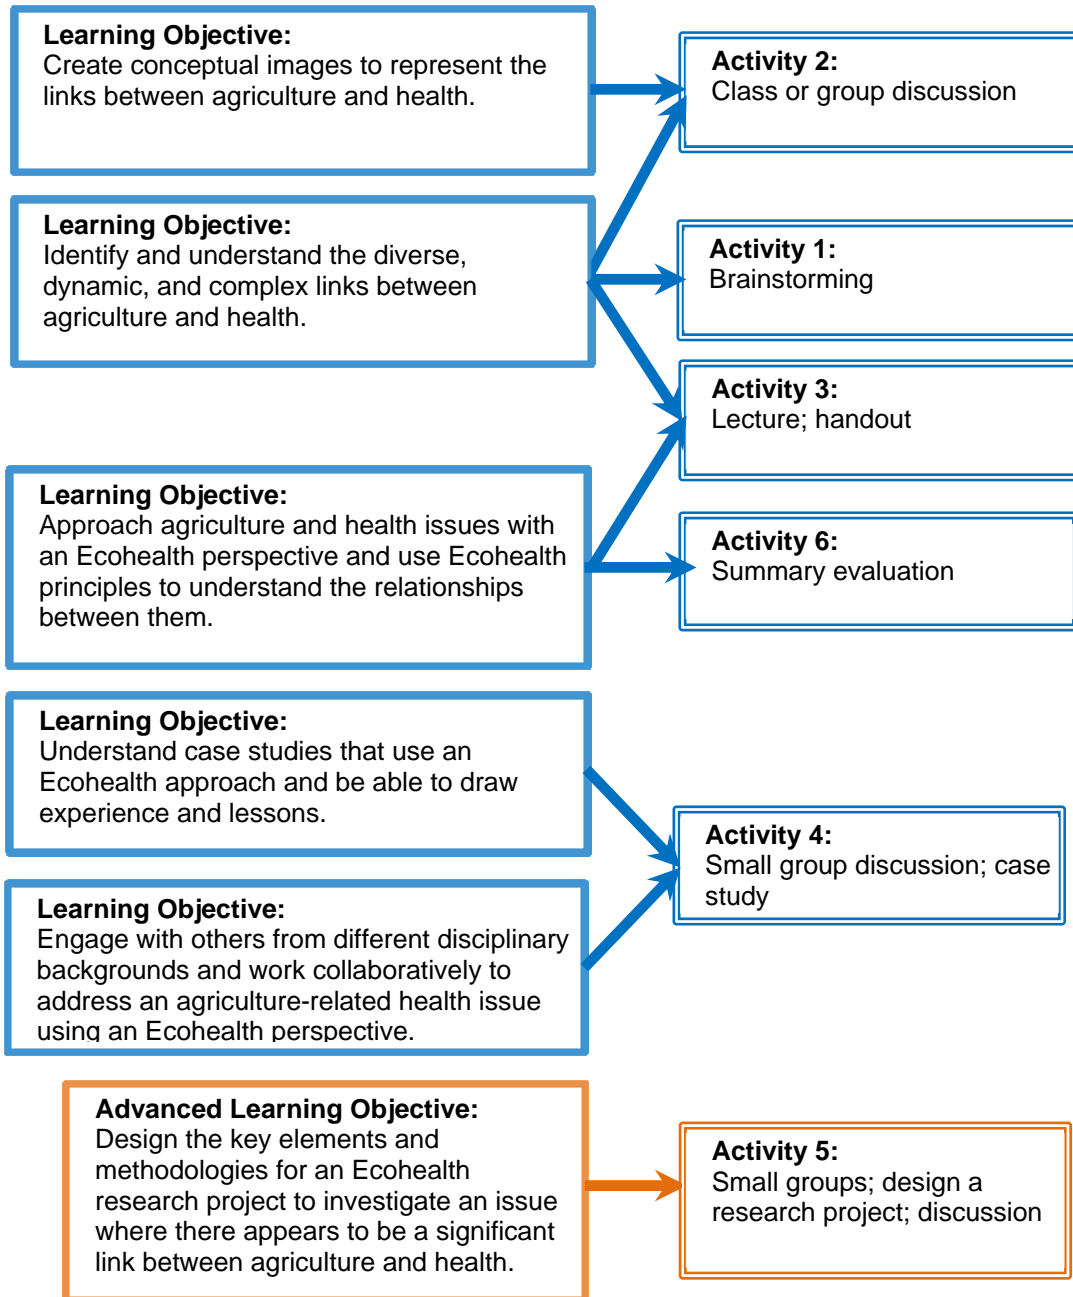 Learning Objective:
Create conceptual images to represent the
links between agriculture and health.
Activity 2:
Class or group discussion
Learning Objective:
Identify and understand the diverse,
dynamic, and complex links between
agriculture and health.
Activity 1:
Brainstorming
Activity 3:
Lecture; handout
Learning Objective:
Approach agriculture and health issues with
an Ecohealth perspective and use Ecohealth
principles to understand the relationships
between them.
Activity 6:
Summary evaluation
Learning Objective:
Understand case studies that use an
Ecohealth approach and be able to draw
experience and lessons.
Activity 4:
Small group discussion; case
study
Learning Objective:
Engage with others from different disciplinary
backgrounds and work collaboratively to
address an agriculture-related health issue
using an Ecohealth perspective.
Advanced Learning Objective:
Design the key elements and
methodologies for an Ecohealth
research project to investigate an issue
where there appears to be a significant
link between agriculture and health.
Activity 5:
Small groups; design a
research project; discussion